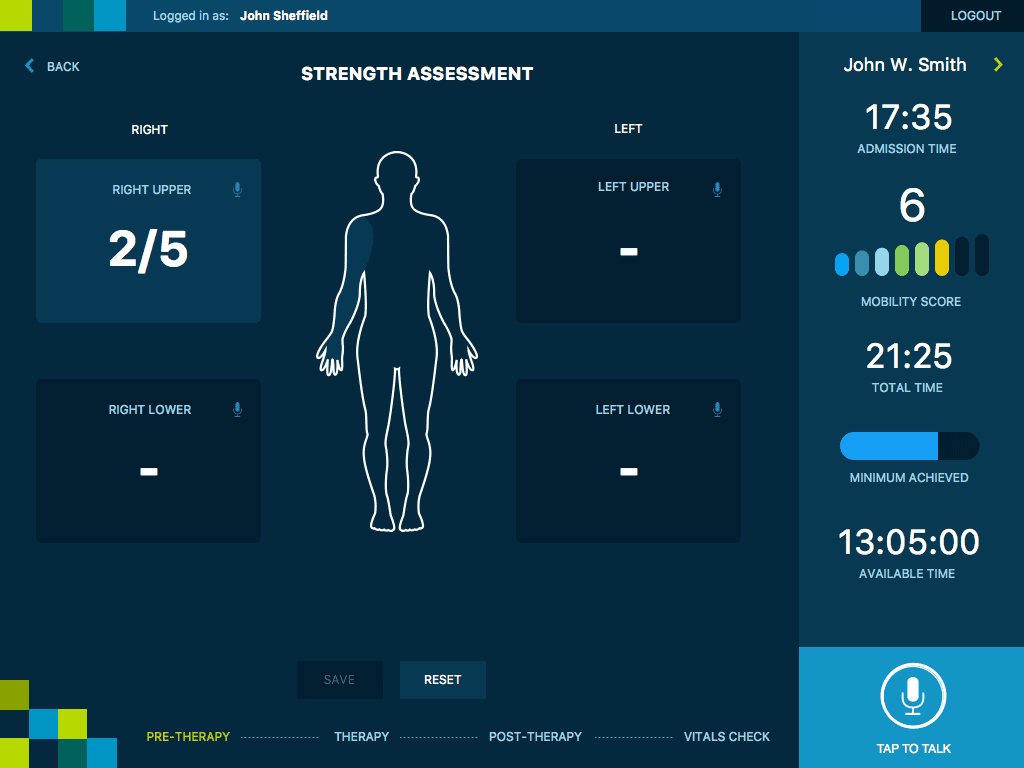 Logged in as: John Sheffield
LOGOUT
BACK
STRENGTH ASSESSMENT
RIGHT
LEFT
RIGHT UPPER
2/5
LEFT UPPER
-
RIGHT LOWER
-
LEFT LOWER
-
SAVE
RESET
PRE-THERAPY
THERAPY
POST-THERAPY
VITALS CHECK
John W. Smith
17:35
ADMISSION TIME
6
MOBILITY SCORE
21:25
TOTAL TIME
MINIMUM ACHIEVED
13:05:00
AVAILABLE TIME
TAP TO TALK